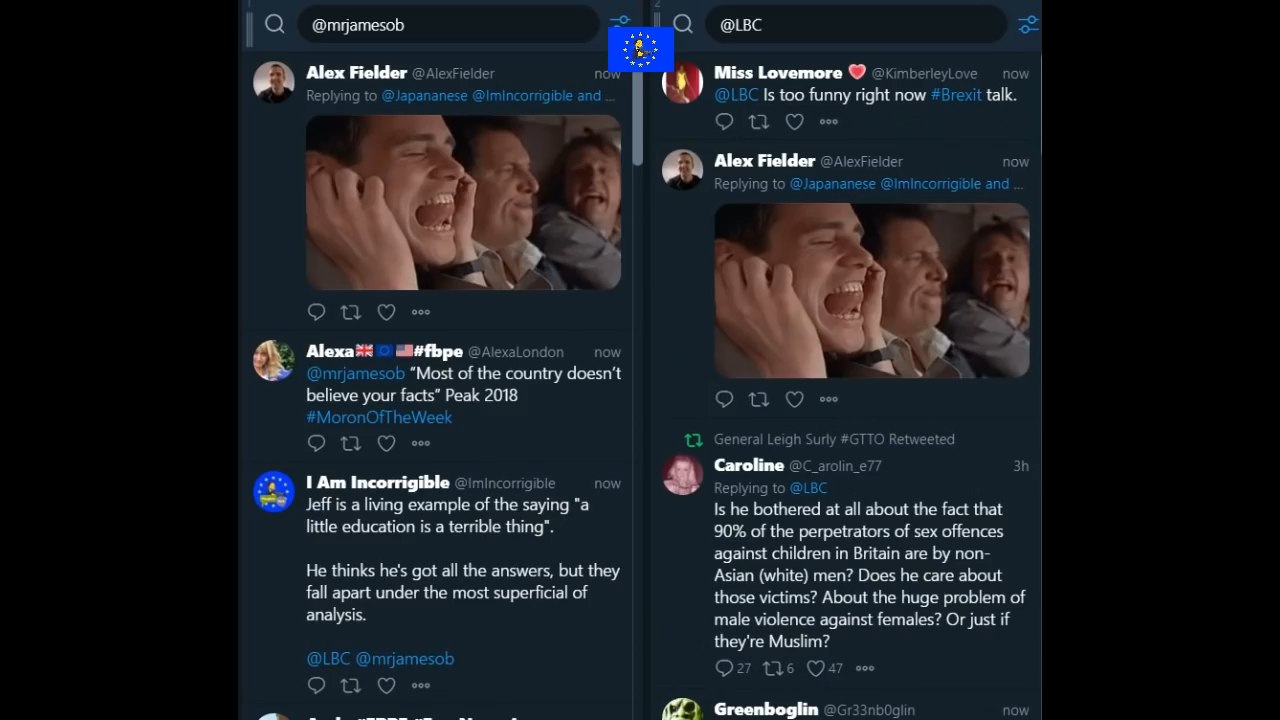 1
@mrjamesob
Alex Fielder @AlexFielder now
Replying to @Japananese @ImIncorrigible and ...
Alexa🇬🇧🇪🇺🇺🇸#fbpe @AlexaLondon now
@mrjamesob “Most of the country doesn’t
believe your facts” Peak 2018
#MoronOfTheWeek
I Am Incorrigible @ImIncorrigible now
Jeff is a living example of the saying "a
little education is a terrible thing".
He thinks he's got all the answers, but they
fall apart under the most superficial of
analysis.
@LBC @mrjamesob
2
@LBC
Miss Lovemore ❤️ @KimberleyLove now
@LBC Is too funny right now #Brexit talk.
Alex Fielder @AlexFielder now
Replying to @Japananese @ImIncorrigible and ...
General Leigh Surly #GTTO Retweeted
Caroline @C_arolin_e77 3h
Replying to @LBC
Is he bothered at all about the fact that
90% of the perpetrators of sex offences
against children in Britain are by non-
Asian (white) men? Does he care about
those victims? About the huge problem of
male violence against females? Or just if
they're Muslim?
27 6 47
Greenboglin @Gr33nb0glin now